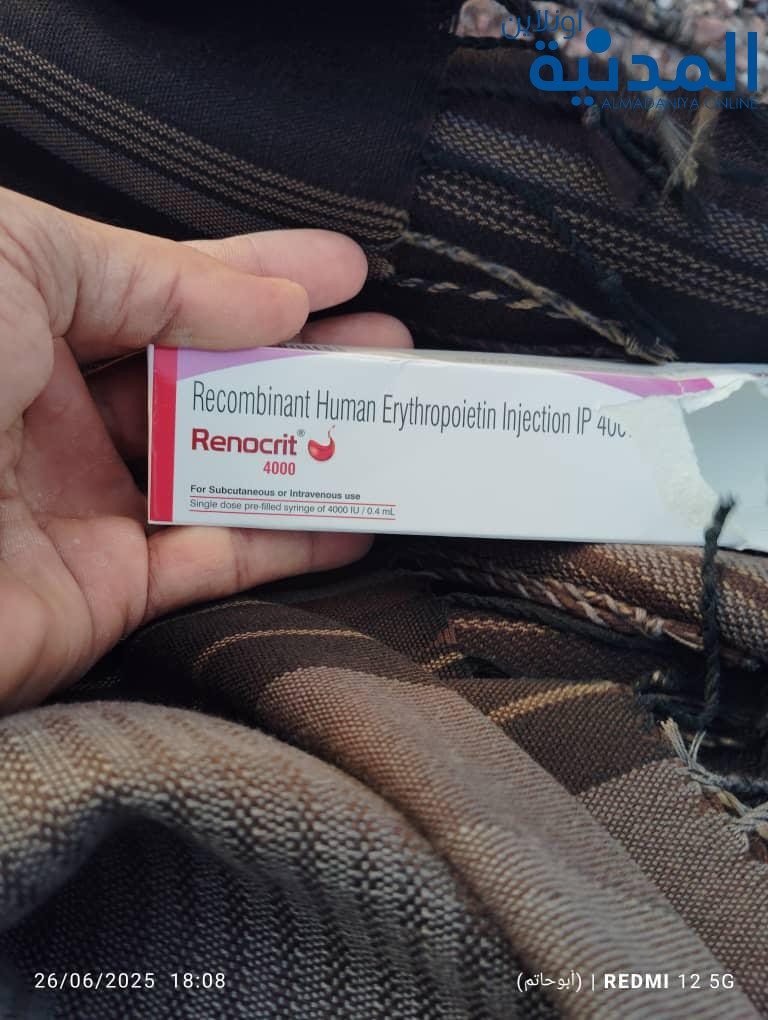 اونلاين
المدنية
ALMADANIYA ONLINE
Recombinant Human Erythropoietin Injection IP
Renocrit®
4000
For Subcutaneous or Intravenous use
Single dose pre-filled syringe of 4000 IU / 0.4 mL
26/06/2025 18:08
(أبوحاتم) | REDMI 12 5G